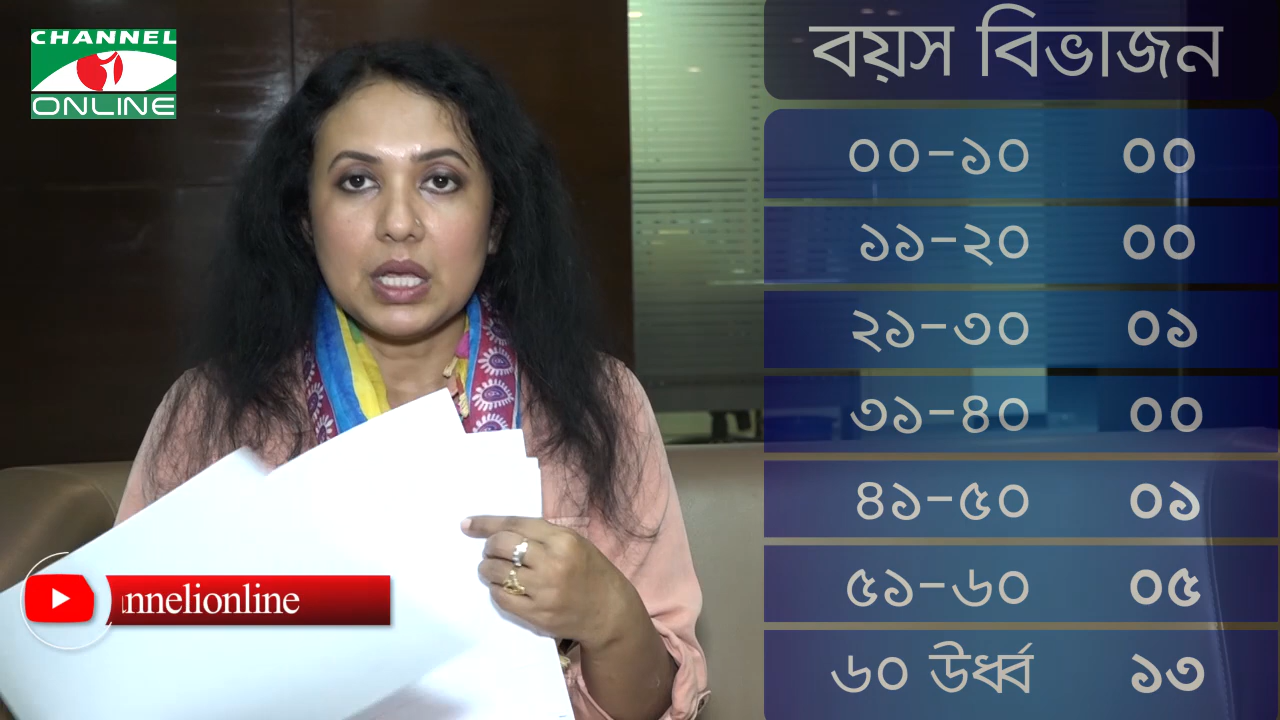 CHANNEL
ONLINE
বয়স বিভাজন
০০-১০ ০০
১১-২০ ০০
২১-৩০ ০১
৩১-৪০ ০০
৪১-৫০ ০১
৫১-৬০ ০৫
৬০ উর্ধ্ব ১৩
nnelionline